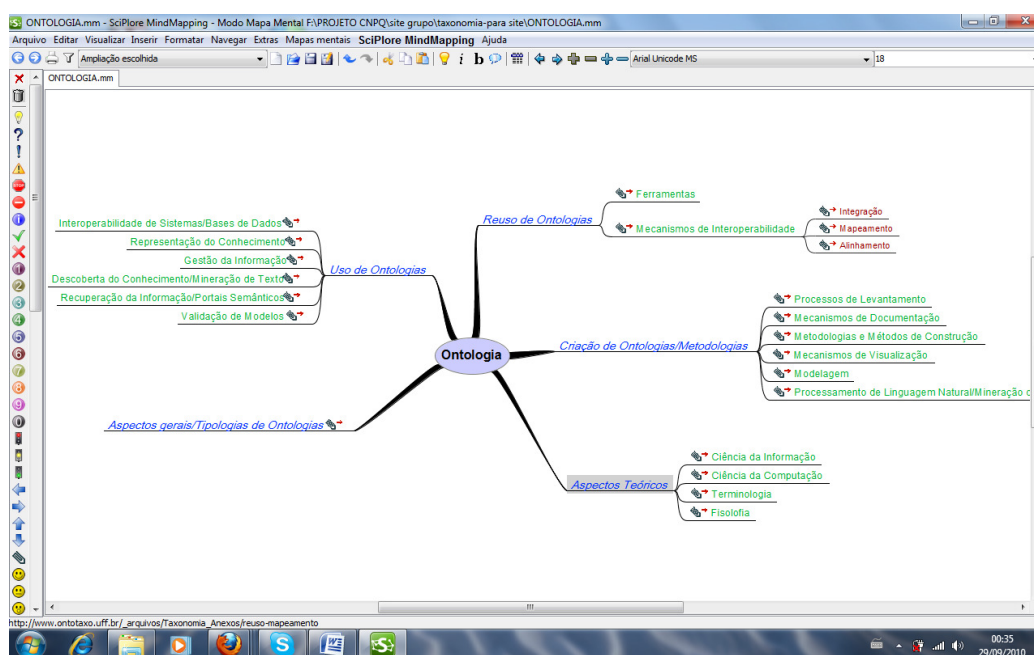 ONTOLOGIA.mm - SciPlore MindMapping - Modo Mapa Mental F:\PROJETO CNPQ\site grupo\taxonomia-para site\ONTOLOGIA.mm
Arquivo Editar Visualizar Inserir Formatar Navegar Extras Mapas mentais SciPlore MindMapping Ajuda
Ampliação escolhida
Arial Unicode MS
18
ONTOLOGIA.mm
Interoperabilidade de Sistemas/Bases de Dados
Representação do Conhecimento
Gestão da Informação
Descoberta do Conhecimento/Mineração de Texto
Recuperação da Informação/Portais Semânticos
Validação de Modelos
Uso de Ontologias
Aspectos gerais/Tipologias de Ontologias
Ontologia
Reuso de Ontologias
Ferramentas
Mecanismos de Interoperabilidade
Integração
Mapeamento
Alinhamento
Criação de Ontologias/Metodologias
Processos de Levantamento
Mecanismos de Documentação
Metodologias e Métodos de Construção
Mecanismos de Visualização
Modelagem
Processamento de Linguagem Natural/Mineração
Aspectos Teóricos
Ciência da Informação
Ciência da Computação
Terminologia
Fisolofia
http://www.ontotaxo.uff.br/_arquivos/Taxonomia_Anexos/reuso-mapeamento
00:35
29/09/2010